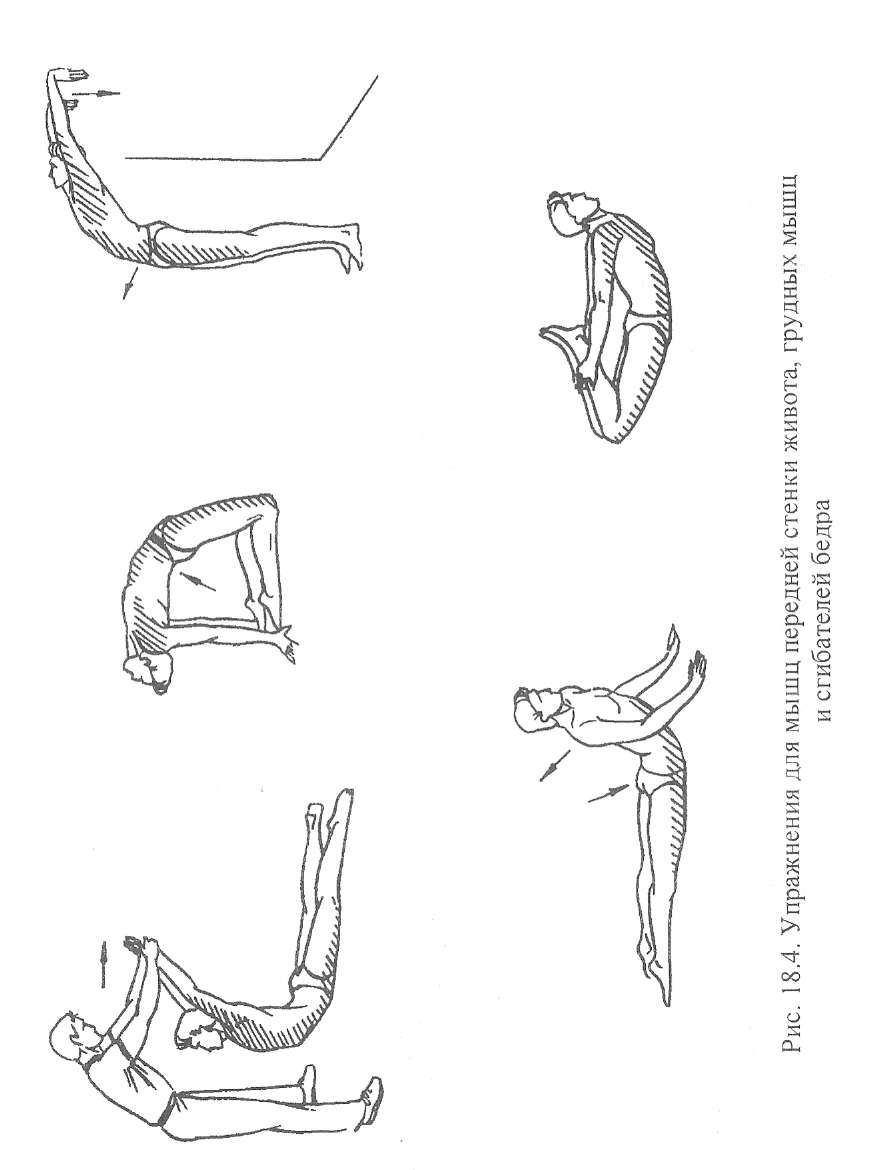 Рис. 18.4. Упражнения для мышц передней стенки живота, грудных мышц
и сгибателей бедра